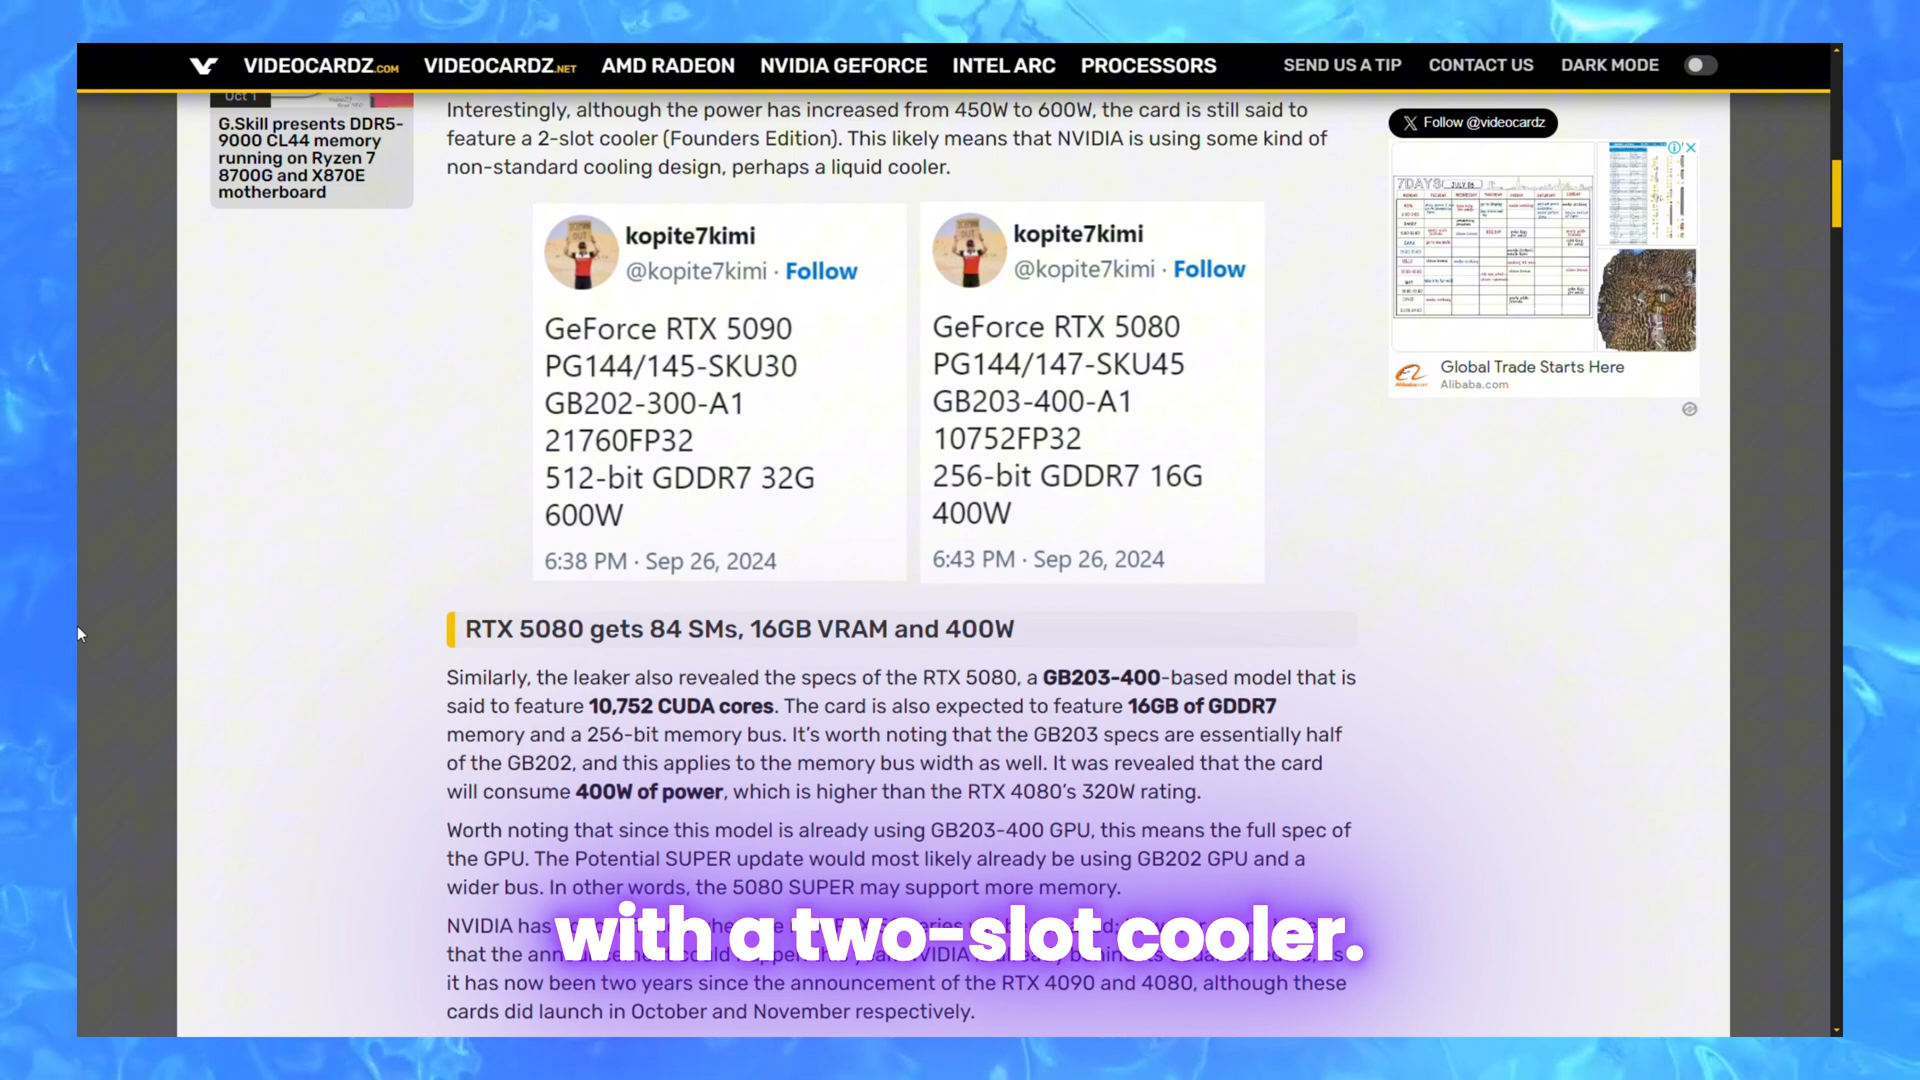 VIDEOCARDZ.COM VIDEOCARDZ.NET AMD RADEON NVIDIA GEFORCE INTEL ARC PROCESSORS SEND US A TIP CONTACT US DARK MODE
Oct 1
G.Skill presents DDR5-
9000 CL44 memory
running on Ryzen 7
8700G and X870E
motherboard
Interestingly, although the power has increased from 450W to 600W, the card is still said to
feature a 2-slot cooler (Founders Edition). This likely means that NVIDIA is using some kind of
non-standard cooling design, perhaps a liquid cooler.
kopite7kimi
@kopite7kimi · Follow
GeForce RTX 5090
PG144/145-SKU30
GB202-300-A1
21760FP32
512-bit GDDR7 32G
600W
6:38 PM · Sep 26, 2024
kopite7kimi
@kopite7kimi · Follow
GeForce RTX 5080
PG144/147-SKU45
GB203-400-A1
10752FP32
256-bit GDDR7 16G
400W
6:43 PM · Sep 26, 2024
Follow @videocardz
7DAYS
Global Trade Starts Here
Alibaba.com
RTX 5080 gets 84 SMs, 16GB VRAM and 400W
Similarly, the leaker also revealed the specs of the RTX 5080, a GB203-400-based model that is
said to feature 10,752 CUDA cores. The card is also expected to feature 16GB of GDDR7
memory and a 256-bit memory bus. It's worth noting that the GB203 specs are essentially half
of the GB202, and this applies to the memory bus width as well. It was revealed that the card
will consume 400W of power, which is higher than the RTX 4080's 320W rating.
Worth noting that since this model is already using GB203-400 GPU, this means the full spec of
the GPU. The Potential SUPER update would most likely already be using GB202 GPU and a
wider bus. In other words, the 5080 SUPER may support more memory.
NVIDIA has
that the
it has now been two years since the announcement of the RTX 4090 and 4080, although these
cards did launch in October and November respectively.
with a two-slot cooler.